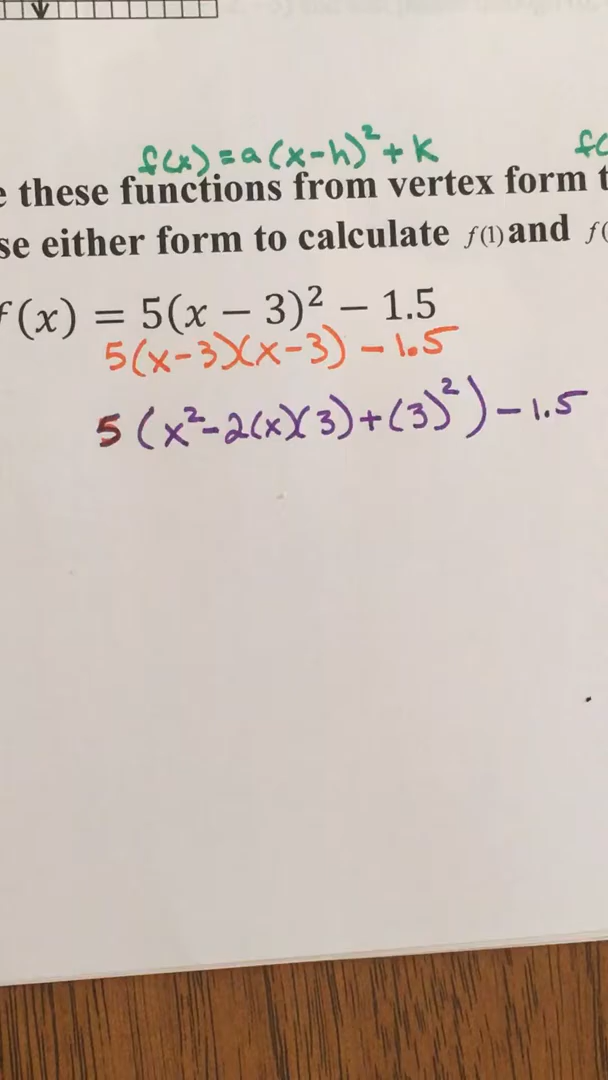 f(x)=a(x-h)²+k f(
these functions from vertex form t
se either form to calculate f(1) and f(
f(x) = 5(x − 3)² − 1.5
5(x-3)(x-3) - 1.5
5(x²-2(x)(3)+(3)²)-1.5